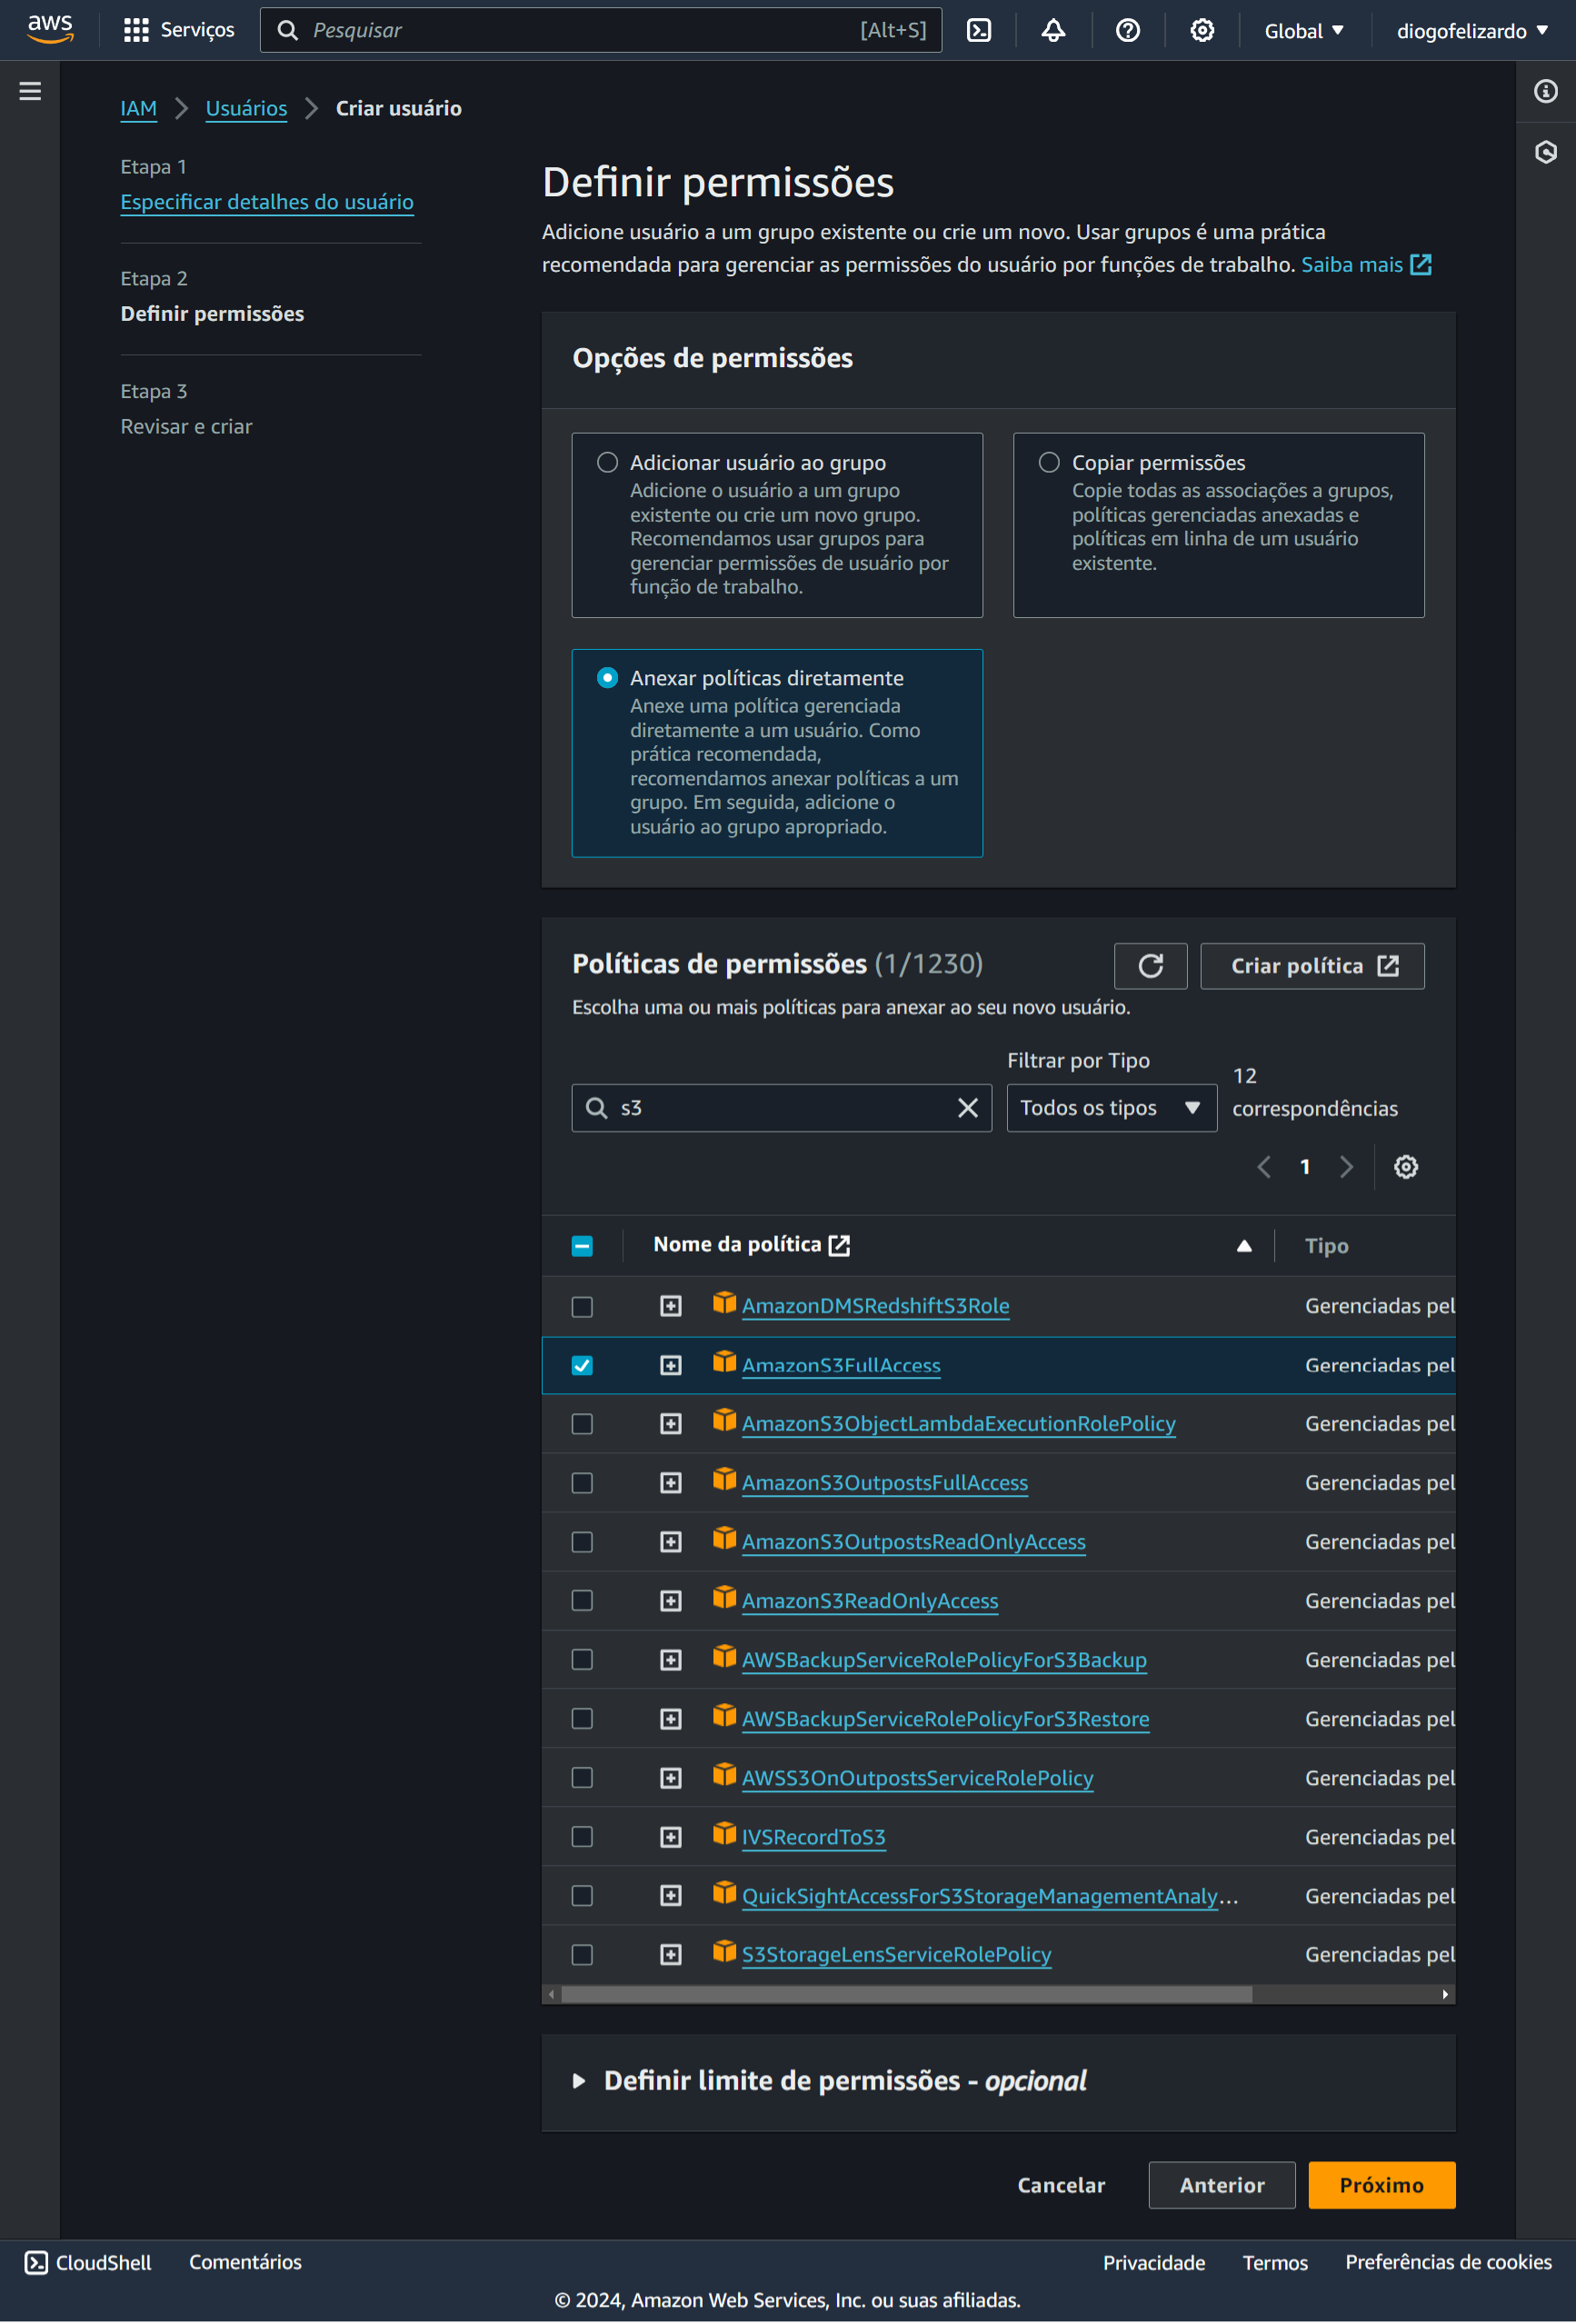 aws
Serviços
Pesquisar
[Alt+S]
Global
diogofelizardo
IAM
Usuários
Criar usuário
Etapa 1
Especificar detalhes do usuário
Etapa 2
Definir permissões
Etapa 3
Revisar e criar
Definir permissões
Adicione usuário a um grupo existente ou crie um novo. Usar grupos é uma prática
recomendada para gerenciar as permissões do usuário por funções de trabalho. Saiba mais
Opções de permissões
Adicionar usuário ao grupo
Adicione o usuário a um grupo
existente ou crie um novo grupo.
Recomendamos usar grupos para
gerenciar permissões de usuário por
função de trabalho.
Copiar permissões
Copie todas as associações a grupos,
políticas gerenciadas anexadas e
políticas em linha de um usuário
existente.
Anexar políticas diretamente
Anexe uma política gerenciada
diretamente a um usuário. Como
prática recomendada,
recomendamos anexar políticas a um
grupo. Em seguida, adicione o
usuário ao grupo apropriado.
Políticas de permissões (1/1230)
Criar política
Escolha uma ou mais políticas para anexar ao seu novo usuário.
Filtrar por Tipo
s3
Todos os tipos
12
correspondências
1
Nome da política
Tipo
AmazonDMSRedshiftS3Role
Gerenciadas pel
AmazonS3FullAccess
Gerenciadas pel
AmazonS3ObjectLambdaExecutionRolePolicy
Gerenciadas pel
AmazonS3OutpostsFullAccess
Gerenciadas pel
AmazonS3OutpostsReadOnlyAccess
Gerenciadas pel
AmazonS3ReadOnlyAccess
Gerenciadas pel
AWSBackupServiceRolePolicyForS3Backup
Gerenciadas pel
AWSBackupServiceRolePolicyForS3Restore
Gerenciadas pel
AWSS3OnOutpostsServiceRolePolicy
Gerenciadas pel
IVSRecordToS3
Gerenciadas pel
QuickSightAccessForS3StorageManagementAnaly...
Gerenciadas pel
S3StorageLensServiceRolePolicy
Gerenciadas pel
Definir limite de permissões - opcional
Cancelar
Anterior
Próximo
CloudShell
Comentários
Privacidade
Termos
Preferências de cookies
© 2024, Amazon Web Services, Inc. ou suas afiliadas.